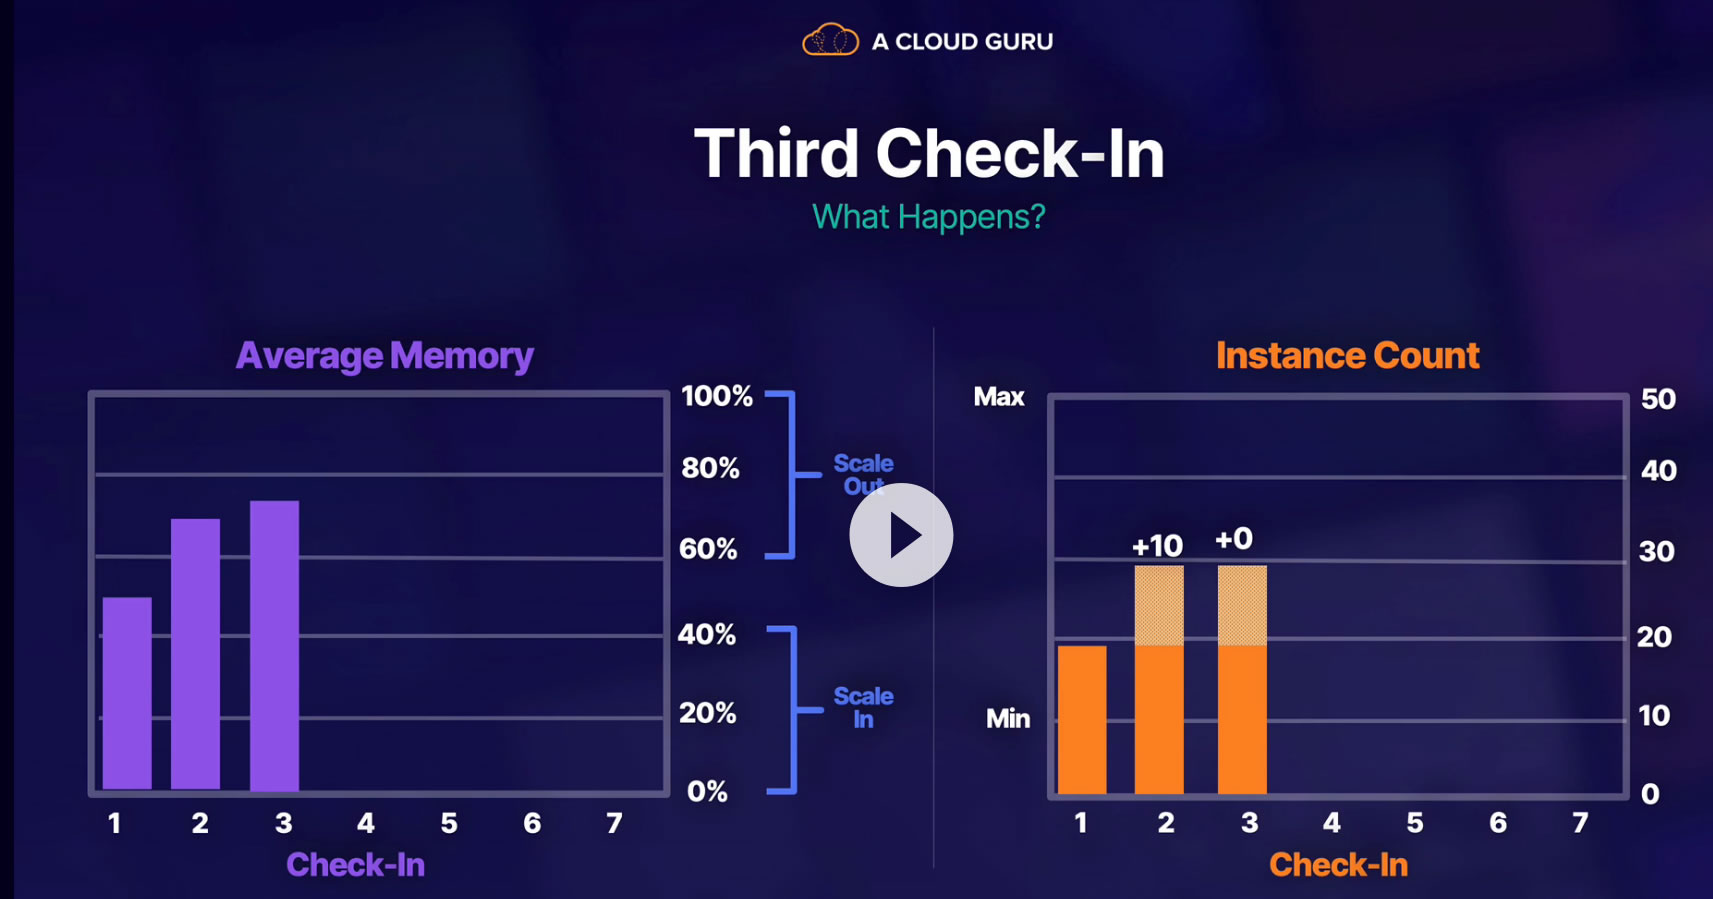 A CLOUD GURU
Third Check-In
What Happens?
Average Memory
100%
80%
60%
40%
20%
0%
Scale
Out
Scale
In
1 2 3 4 5 6 7
Check-In
Instance Count
Max
Min
+10 +0
50
40
30
20
10
0
1 2 3 4 5 6 7
Check-In